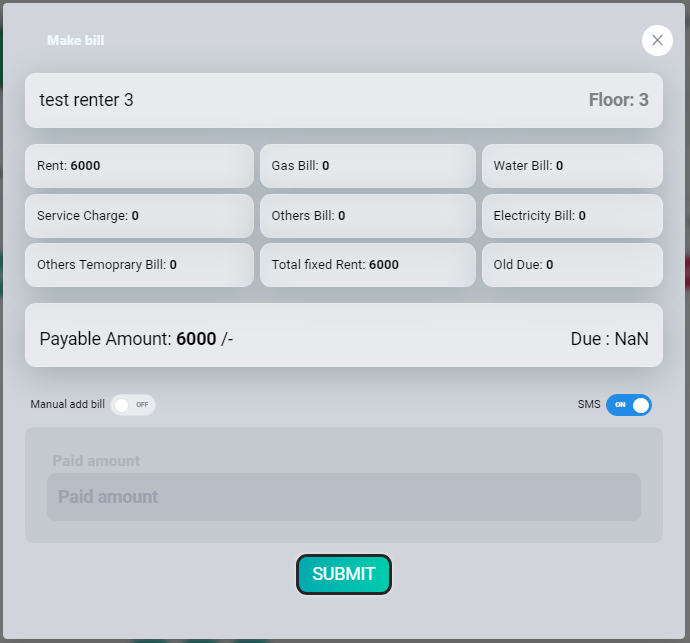 Make bill
test renter 3 Floor: 3
Rent: 6000 Gas Bill: 0 Water Bill: 0
Service Charge: 0 Others Bill: 0 Electricity Bill: 0
Others Temoprary Bill: 0 Total fixed Rent: 6000 Old Due: 0
Payable Amount: 6000 /- Due : NaN
Manual add bill OFF SMS ON
Paid amount
Paid amount
SUBMIT